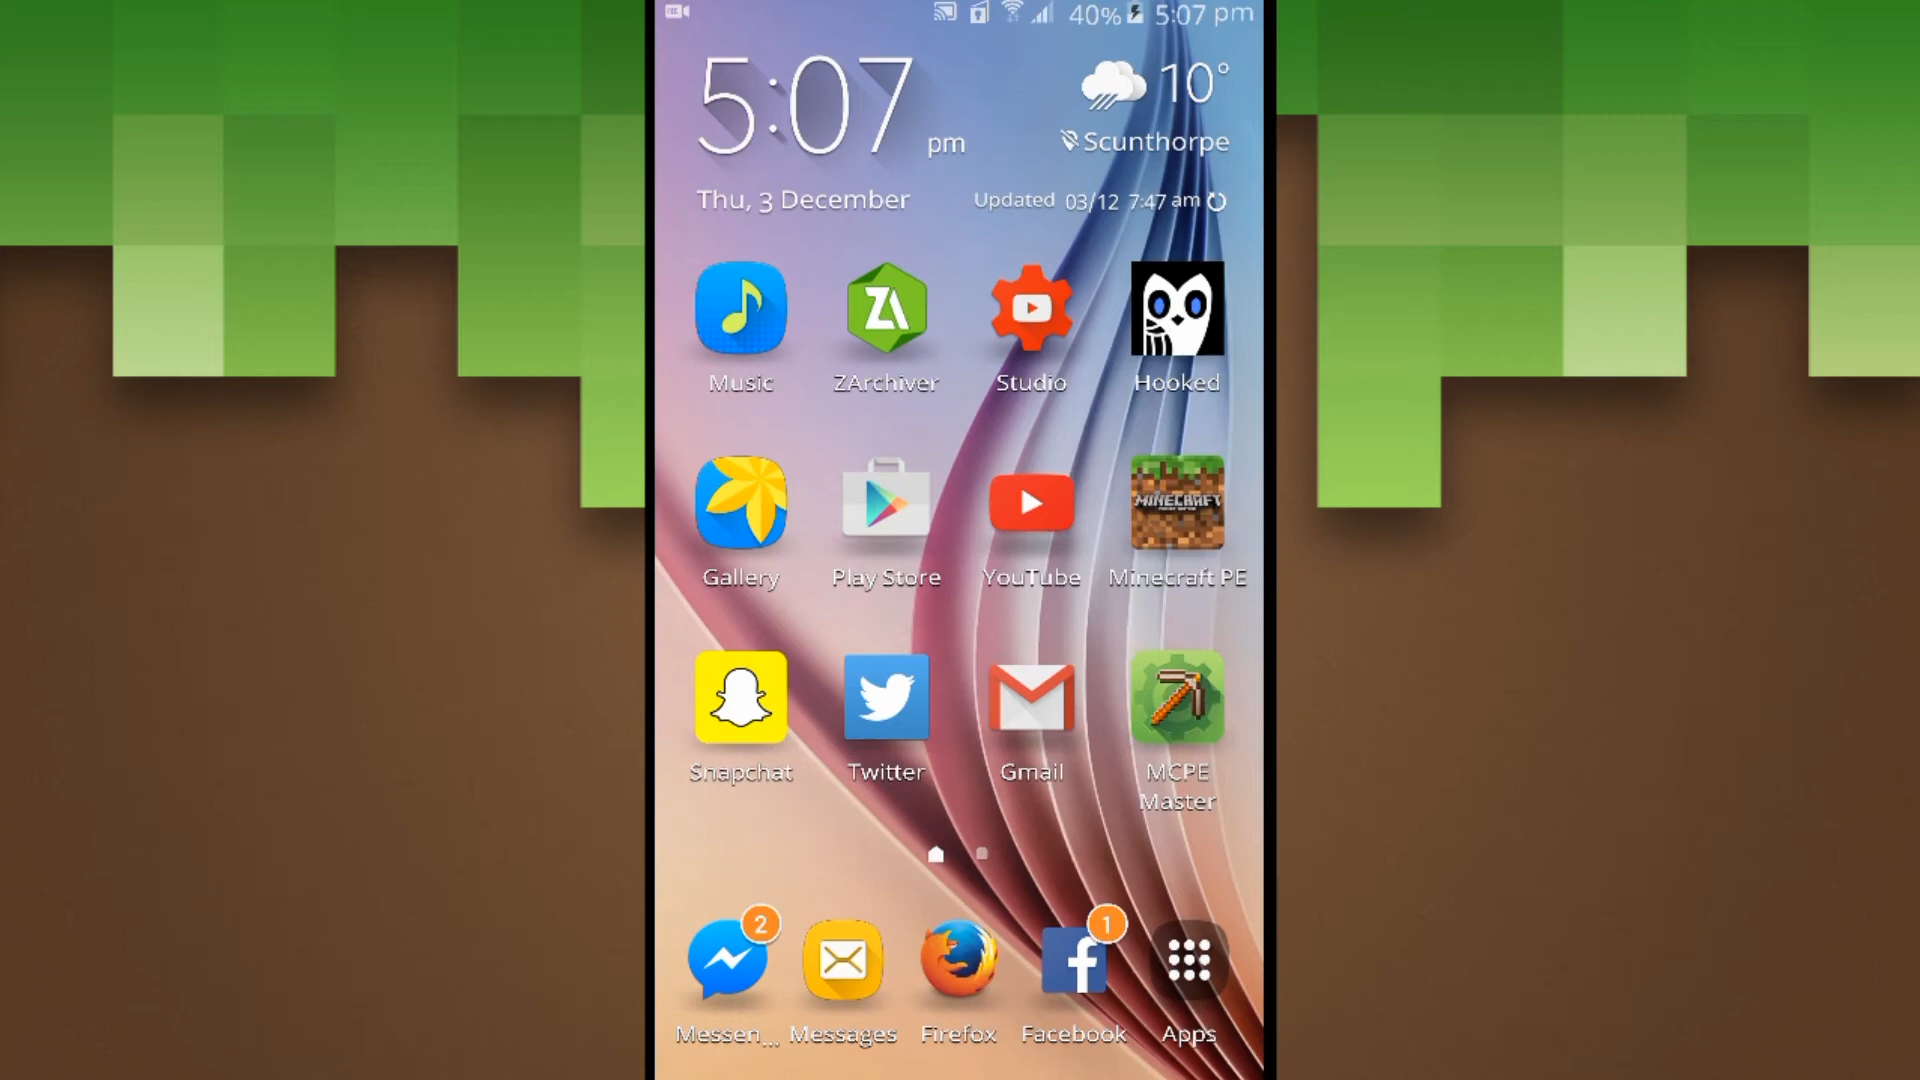 40% 5:07 pm
5:07 pm
10°
Scunthorpe
Thu, 3 December
Updated 03/12 7:47 am
Music ZArchiver Studio Hooked
MINECRAFT
Gallery Play Store YouTube Minecraft PE
Snapchat Twitter Gmail MCPE Master
2 1
Messen... Messages Firefox Facebook Apps